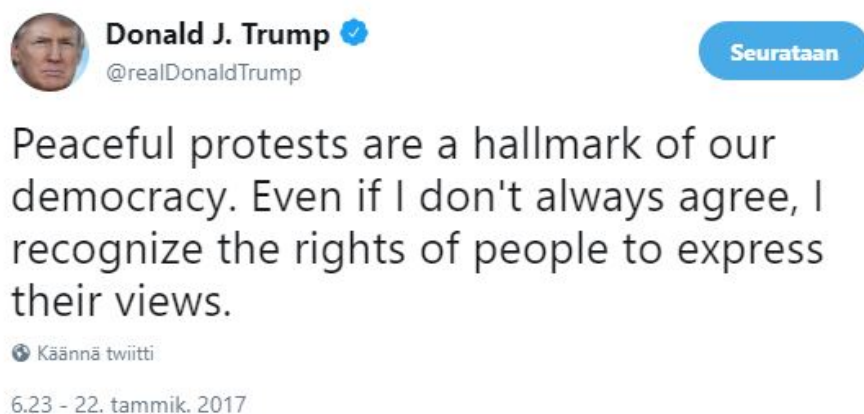 Donald J. Trump
@realDonaldTrump
Seurataan
Peaceful protests are a hallmark of our
democracy. Even if I don't always agree, I
recognize the rights of people to express
their views.
Käännä twiitti
6.23 - 22. tammik. 2017